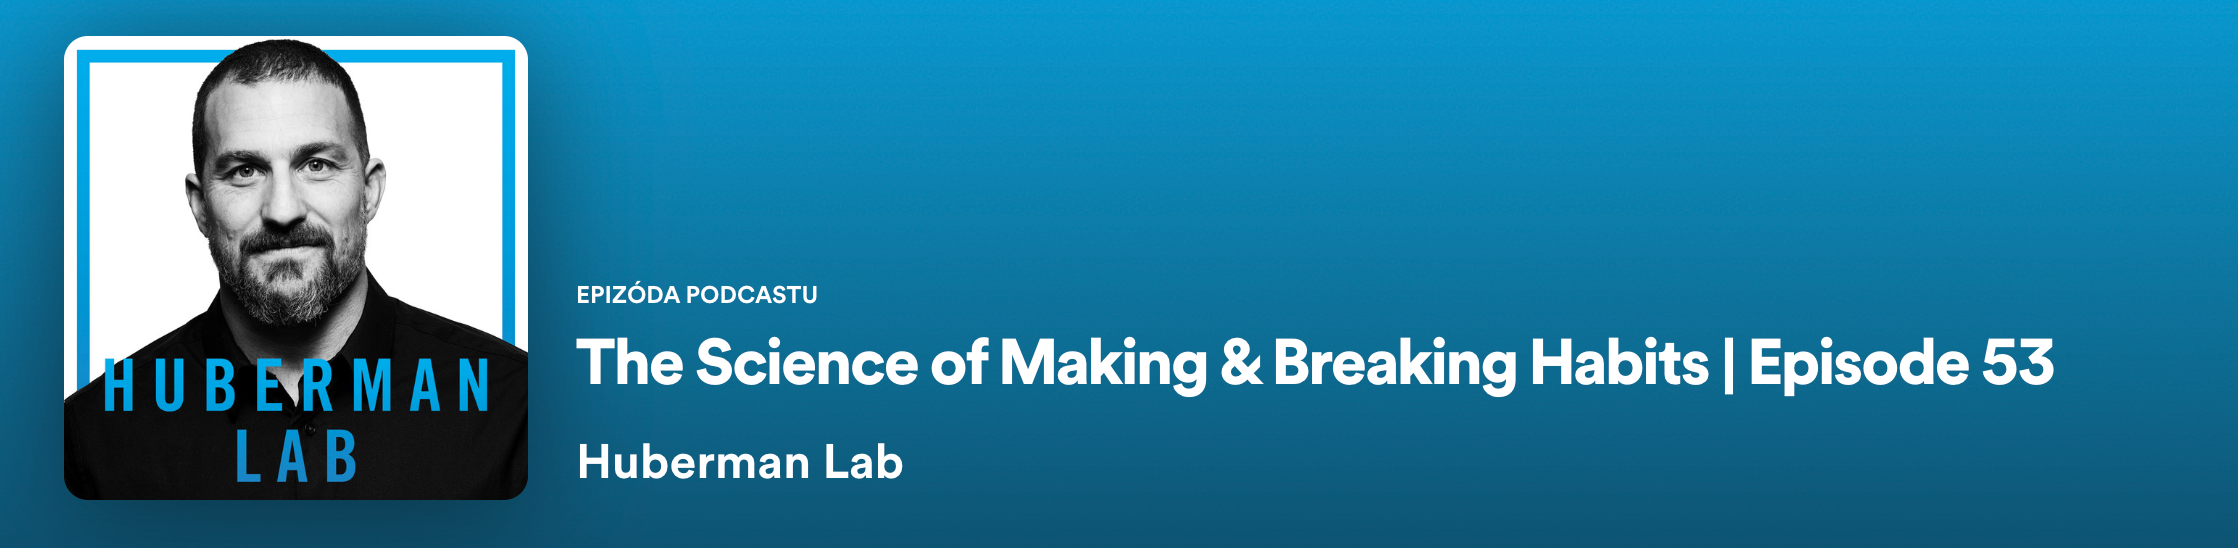 HUBERMAN
LAB
EPIZÓDA PODCASTU
The Science of Making & Breaking Habits | Episode 53
Huberman Lab